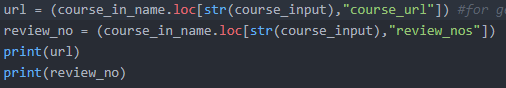 url = (course_in_name.loc[str(course_input),"course_url"]) #for g
review_no = (course_in_name.loc[str(course_input),"review_nos"])
print(url)
print(review_no)